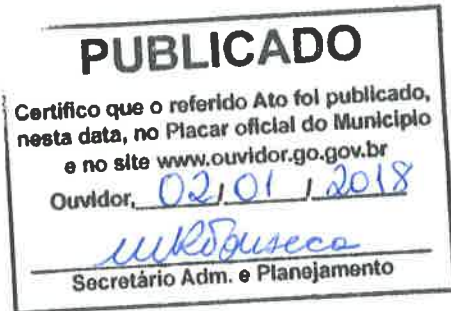 PUBLICADO
Certifico que o referido Ato foi publicado,
nesta data, no Placar oficial do Municipio
e no site www.ouvidor.go.gov.br
Ouvidor, 02 / 01 / 2018
Secretário Adm. e Planejamento